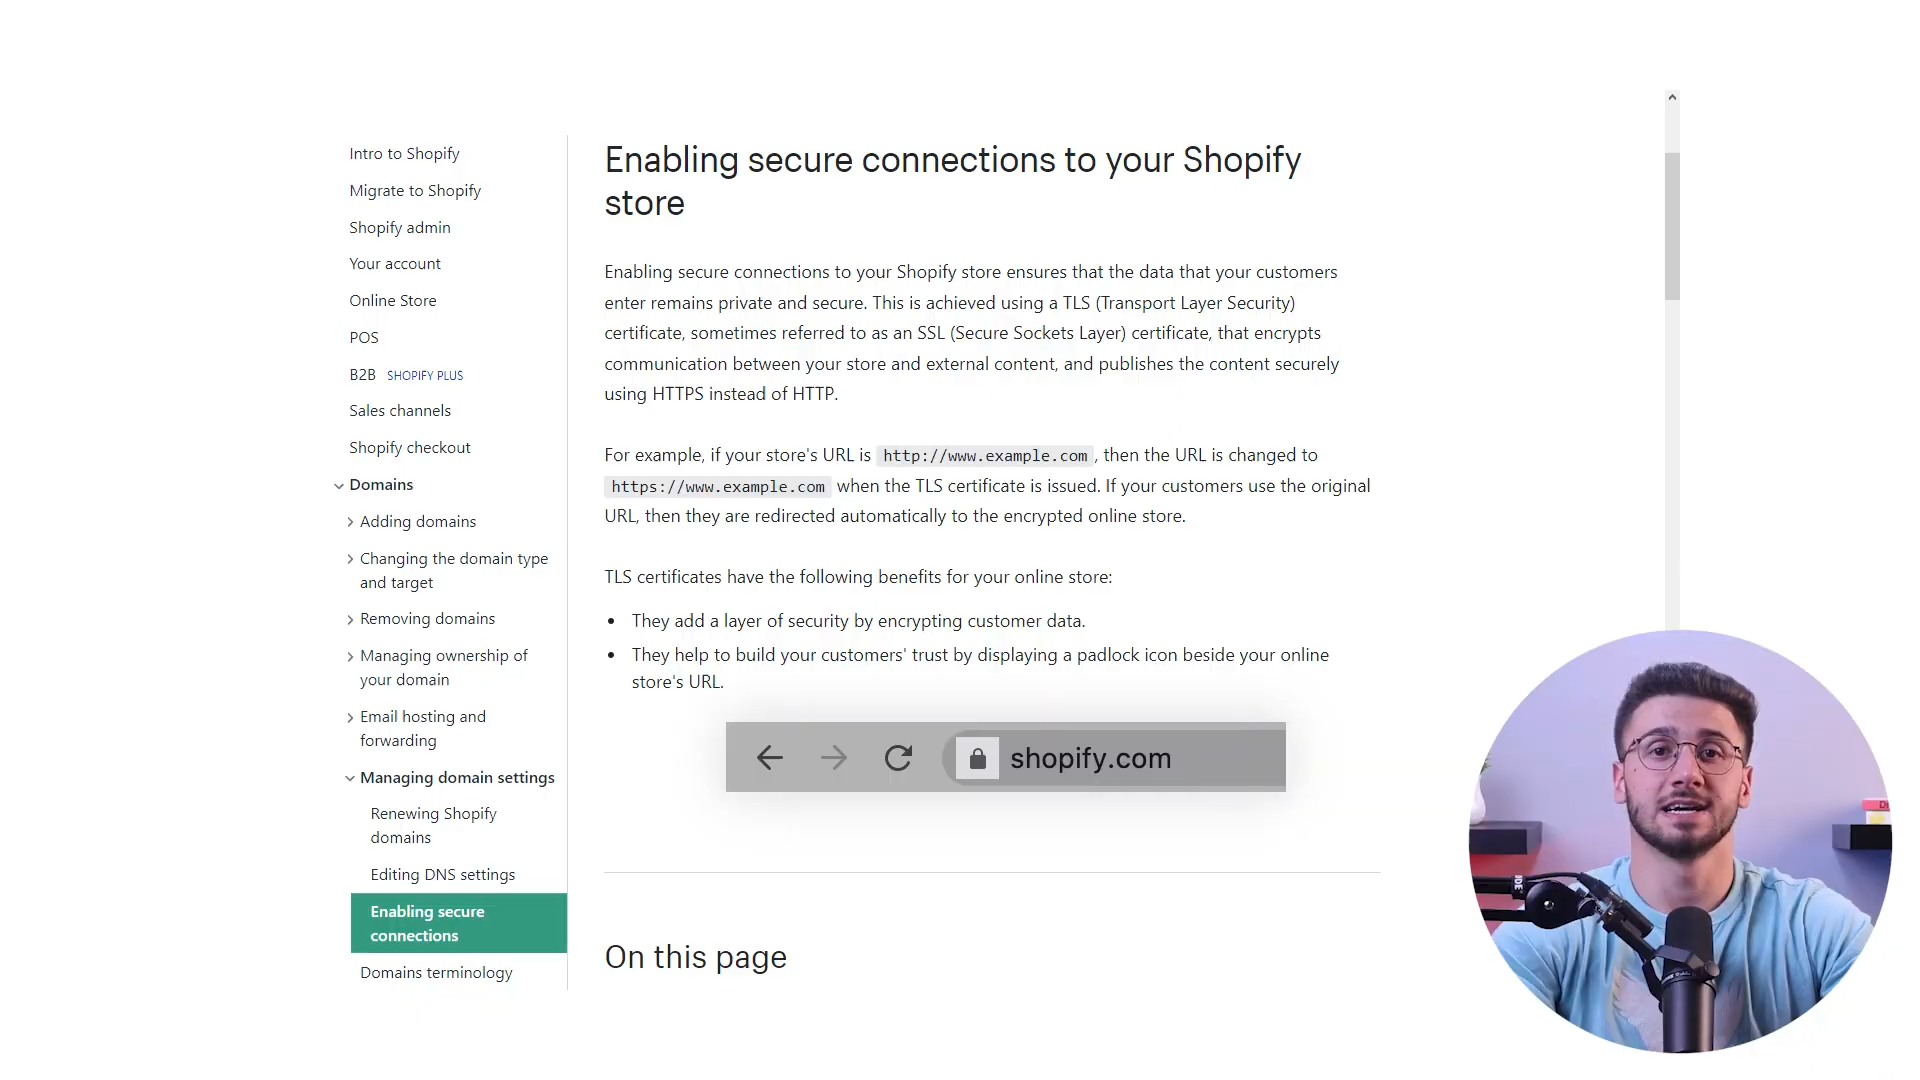 Intro to Shopify
Migrate to Shopify
Shopify admin
Your account
Online Store
POS
B2B SHOPIFY PLUS
Sales channels
Shopify checkout
Domains
Adding domains
Changing the domain type
and target
Removing domains
Managing ownership of
your domain
Email hosting and
forwarding
Managing domain settings
Renewing Shopify
domains
Editing DNS settings
Enabling secure
connections
Domains terminology
Enabling secure connections to your Shopify
store
Enabling secure connections to your Shopify store ensures that the data that your customers
enter remains private and secure. This is achieved using a TLS (Transport Layer Security)
certificate, sometimes referred to as an SSL (Secure Sockets Layer) certificate, that encrypts
communication between your store and external content, and publishes the content securely
using HTTPS instead of HTTP.
For example, if your store's URL is http://www.example.com, then the URL is changed to
https://www.example.com when the TLS certificate is issued. If your customers use the original
URL, then they are redirected automatically to the encrypted online store.
TLS certificates have the following benefits for your online store:
• They add a layer of security by encrypting customer data.
• They help to build your customers' trust by displaying a padlock icon beside your online
store's URL.
shopify.com
On this page